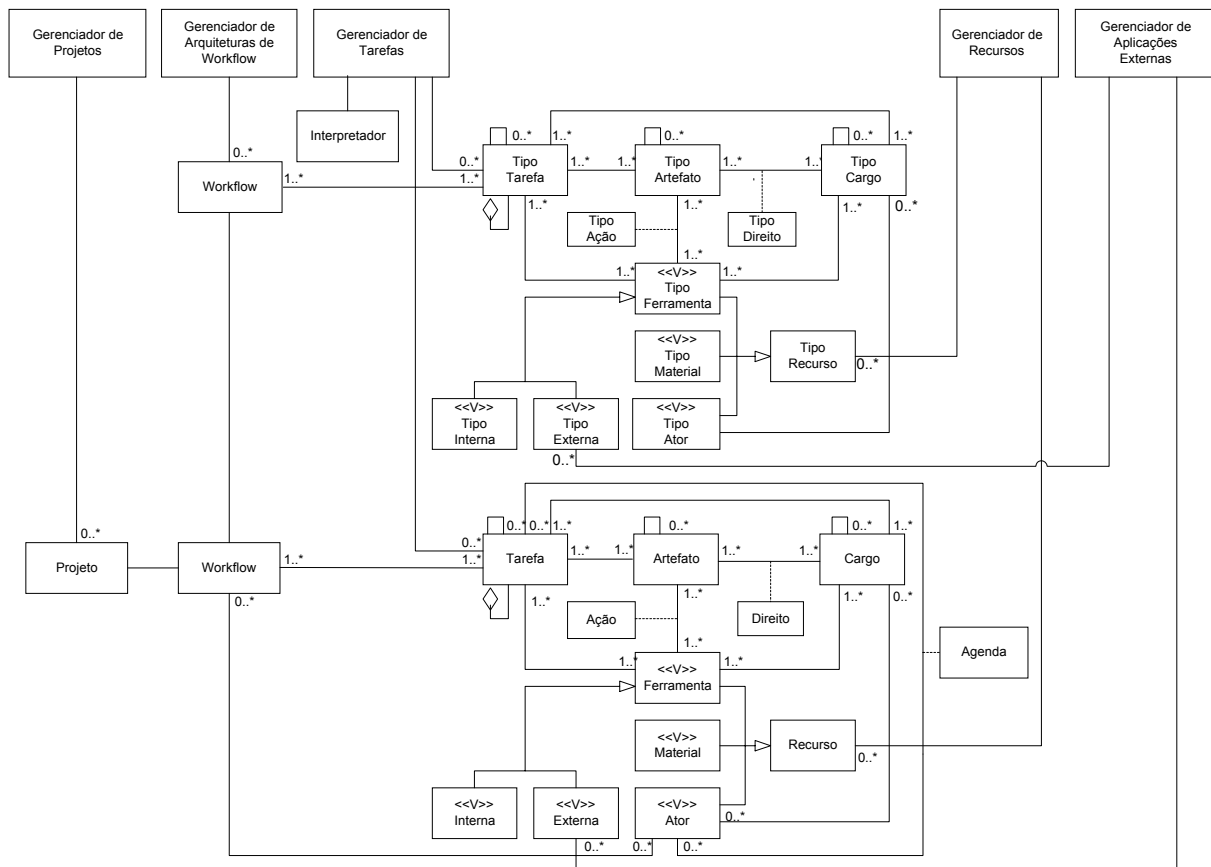 Gerenciador de
Projetos
Gerenciador de
Arquiteturas de
Workflow
Gerenciador de
Tarefas
Gerenciador de
Recursos
Gerenciador de
Aplicações
Externas
Interpretador
0..*
1..*
0..*
0..*
1..*
0..*
0..*
Tipo
Tarefa
1..*
1..*
Tipo
Artefato
1..*
1..*
Tipo
Cargo
Workflow
1..*
1..*
1..*
1..*
1..*
0..*
Tipo
Ação
Tipo
Direito
1..*
1..*
1..*
<<V>>
Tipo
Ferramenta
<<V>>
Tipo
Material
Tipo
Recurso
0..*
<<V>>
Tipo
Interna
<<V>>
Tipo
Externa
<<V>>
Tipo
Ator
0..*
0..*
0..*
0..*
1..*
0..*
0..*
1..*
0..*
Projeto
Workflow
1..*
1..*
Tarefa
1..*
1..*
Artefato
1..*
1..*
Cargo
0..*
1..*
1..*
1..*
0..*
Ação
Direito
Agenda
1..*
1..*
1..*
<<V>>
Ferramenta
<<V>>
Material
Recurso
0..*
<<V>>
Interna
<<V>>
Externa
<<V>>
Ator
0..*
0..*
0..*
0..*